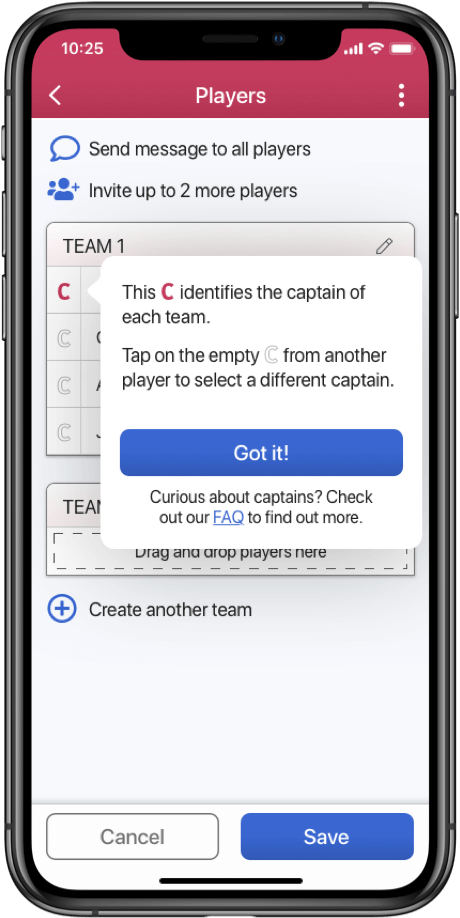 10:25
Players
Send message to all players
Invite up to 2 more players
TEAM 1
C
This C identifies the captain of
each team.
C
Tap on the empty C from another
C
player to select a different captain.
C
Got it!
Curious about captains? Check
TEAM
out our FAQ to find out more.
Drag and drop players here
Create another team
Cancel
Save